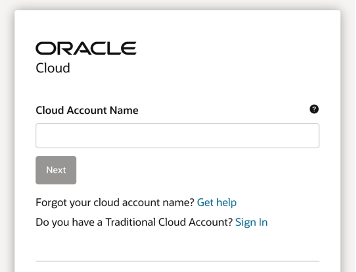 ORACLE
Cloud
Cloud Account Name
?
Next
Forgot your cloud account name? Get help
Do you have a Traditional Cloud Account? Sign In